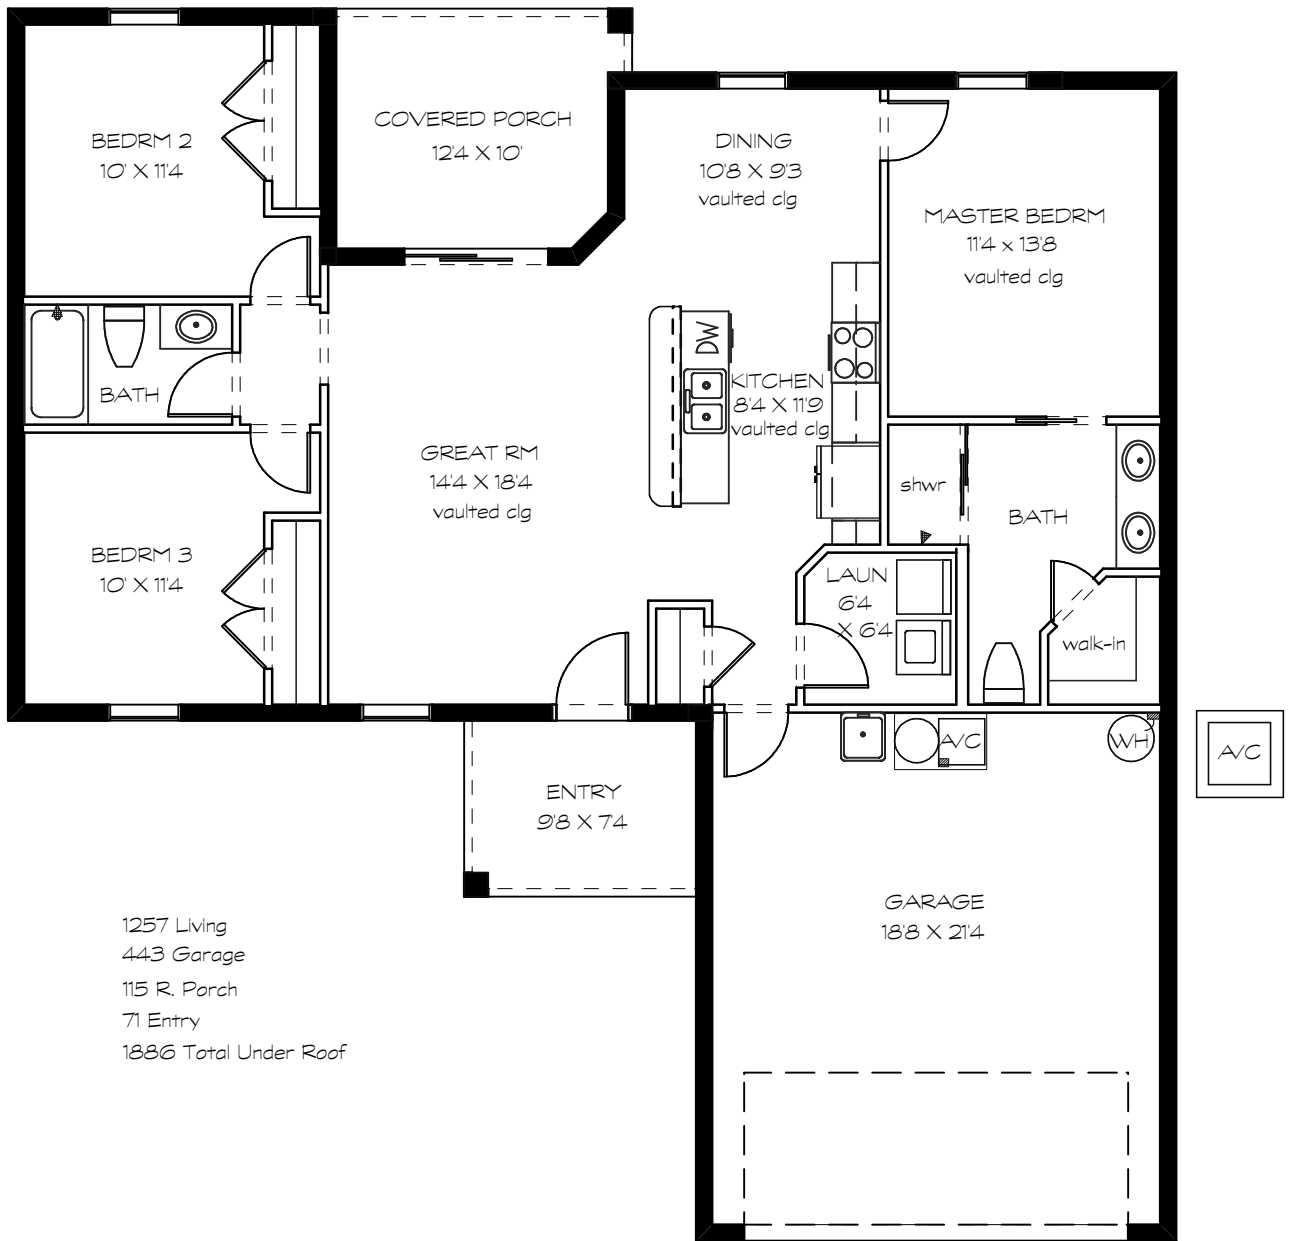 BEDRM 2
10' X 11'4
COVERED PORCH
12'4 X 10'
DINING
10'8 X 9'3
vaulted clg
MASTER BEDRM
11'4 x 13'8
vaulted clg
DW
KITCHEN
8'4 X 11'9
vaulted clg
BATH
GREAT RM
14'4 X 18'4
vaulted clg
shwr
BATH
BEDRM 3
10' X 11'4
LAUN
6'4
X 6'4
walk-in
A/C
WH
A/C
ENTRY
9'8 X 7'4
GARAGE
18'8 X 21'4
1257 Living
443 Garage
115 R. Porch
71 Entry
1886 Total Under Roof